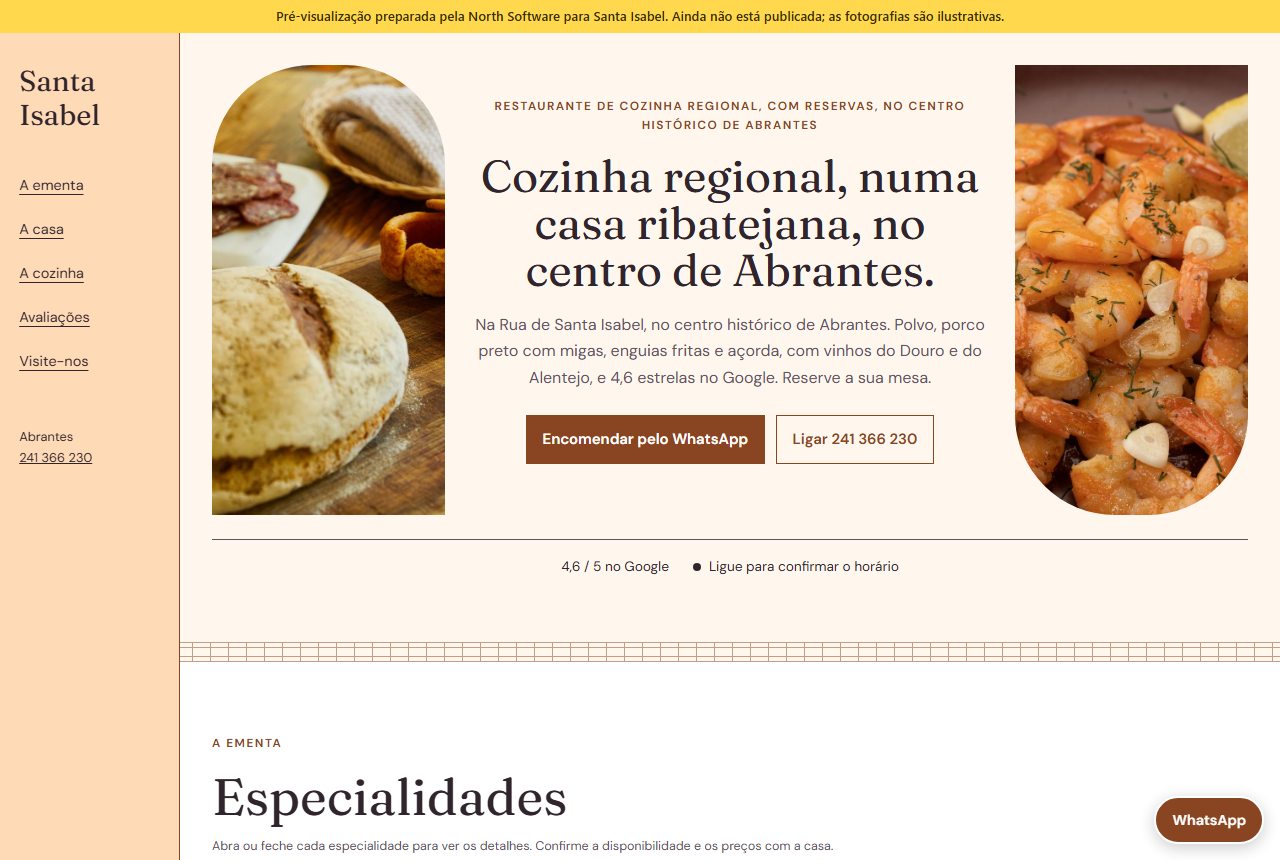 Pré-visualização preparada pela North Software para Santa Isabel. Ainda não está publicada; as fotografias são ilustrativas.
Santa
Isabel
A ementa
A casa
A cozinha
Avaliações
Visite-nos
Abrantes
241 366 230
RESTAURANTE DE COZINHA REGIONAL, COM RESERVAS, NO CENTRO
HISTÓRICO DE ABRANTES
Cozinha regional, numa
casa ribatejana, no
centro de Abrantes.
Na Rua de Santa Isabel, no centro histórico de Abrantes. Polvo, porco
preto com migas, enguias fritas e açorda, com vinhos do Douro e do
Alentejo, e 4,6 estrelas no Google. Reserve a sua mesa.
Encomendar pelo WhatsApp
Ligar 241 366 230
4,6 / 5 no Google
Ligue para confirmar o horário
A EMENTA
Especialidades
Abra ou feche cada especialidade para ver os detalhes. Confirme a disponibilidade e os preços com a casa.
WhatsApp